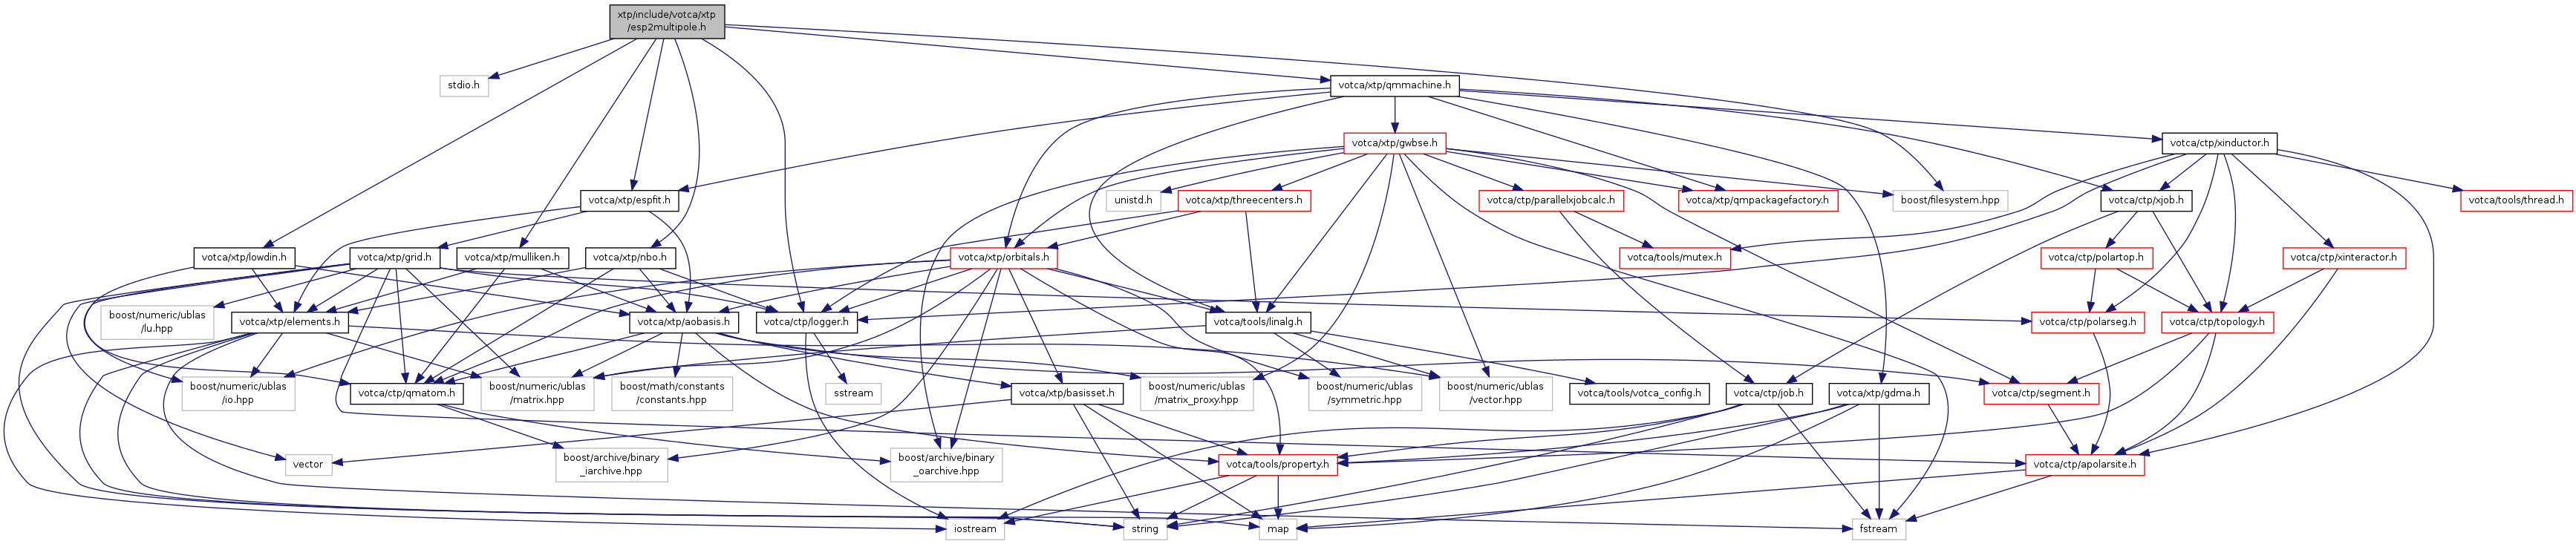 xtp/include/votca/xtp
/esp2multipole.h
stdio.h
votca/xtp/qmmachine.h
votca/xtp/gwbse.h
votca/ctp/xinductor.h
votca/xtp/espfit.h
unistd.h
votca/xtp/threecenters.h
votca/ctp/parallelxjobcalc.h
votca/xtp/qmpackagefactory.h
boost/filesystem.hpp
votca/ctp/xjob.h
votca/tools/thread.h
votca/xtp/lowdin.h
votca/xtp/grid.h
votca/xtp/mulliken.h
votca/xtp/nbo.h
votca/xtp/orbitals.h
votca/tools/mutex.h
votca/ctp/polartop.h
votca/ctp/xinteractor.h
boost/numeric/ublas
/lu.hpp
votca/xtp/elements.h
votca/xtp/aobasis.h
votca/ctp/logger.h
votca/tools/linalg.h
votca/ctp/polarseg.h
votca/ctp/topology.h
boost/numeric/ublas
/io.hpp
votca/ctp/qmatom.h
boost/numeric/ublas
/matrix.hpp
boost/math/constants
/constants.hpp
sstream
votca/xtp/basisset.h
boost/numeric/ublas
/matrix_proxy.hpp
boost/numeric/ublas
/symmetric.hpp
boost/numeric/ublas
/vector.hpp
votca/tools/votca_config.h
votca/ctp/job.h
votca/xtp/gdma.h
votca/ctp/segment.h
vector
boost/archive/binary
_iarchive.hpp
boost/archive/binary
_oarchive.hpp
votca/tools/property.h
votca/ctp/apolarsite.h
iostream
string
map
fstream